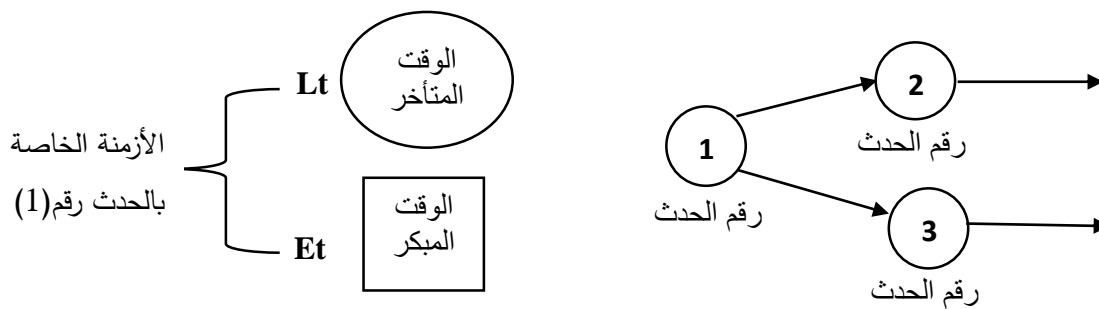 الوقت
المتأخر
Lt
الأزمنة الخاصة
بالحدث رقم(1)
الوقت
المبكر
Et
1
رقم الحدث
2
رقم الحدث
3
رقم الحدث